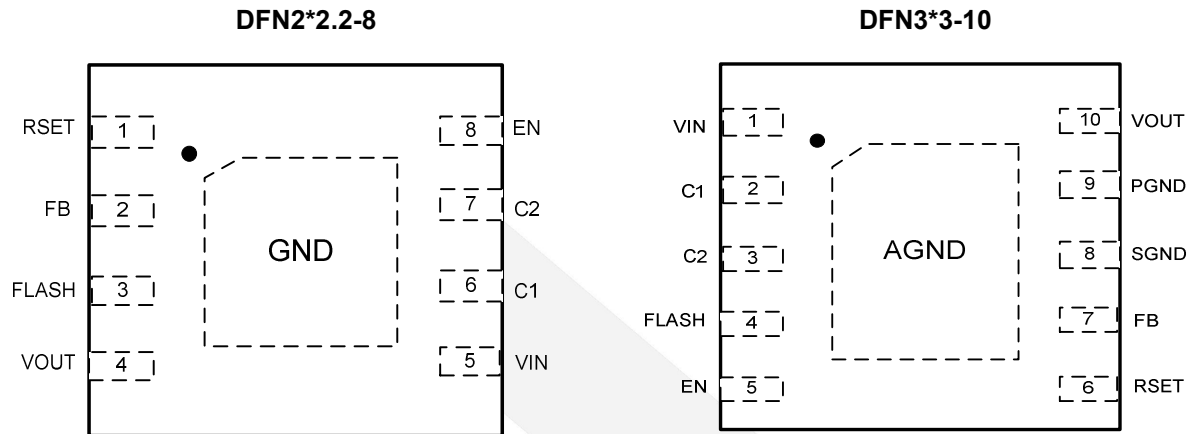 DFN2*2.2-8
RSET 1
8 EN
FB 2
7 C2
GND
FLASH 3
6 C1
VOUT 4
5 VIN
DFN3*3-10
VIN 1
10 VOUT
C1 2
9 PGND
C2 3
AGND
8 SGND
FLASH 4
7 FB
EN 5
6 RSET